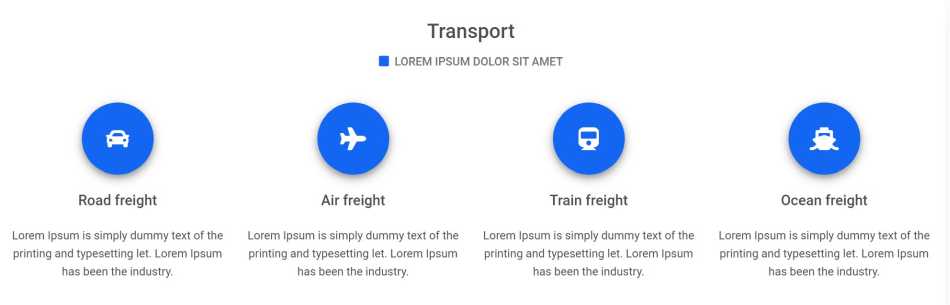 Transport
LOREM IPSUM DOLOR SIT AMET
Road freight
Lorem Ipsum is simply dummy text of the
printing and typesetting let. Lorem Ipsum
has been the industry.
Air freight
Lorem Ipsum is simply dummy text of the
printing and typesetting let. Lorem Ipsum
has been the industry.
Train freight
Lorem Ipsum is simply dummy text of the
printing and typesetting let. Lorem Ipsum
has been the industry.
Ocean freight
Lorem Ipsum is simply dummy text of the
printing and typesetting let. Lorem Ipsum
has been the industry.